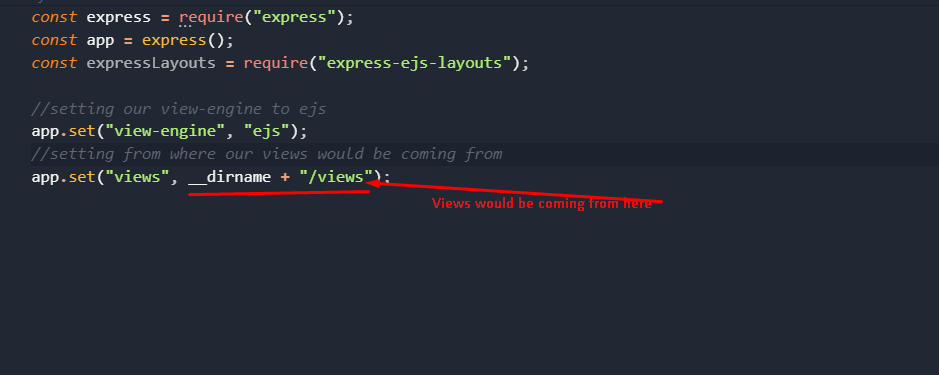 const express = require("express");
const app = express();
const expressLayouts = require("express-ejs-layouts");
//setting our view-engine to ejs
app.set("view-engine", "ejs");
//setting from where our views would be coming from
app.set("views", __dirname + "/views");
Views would be coming from here